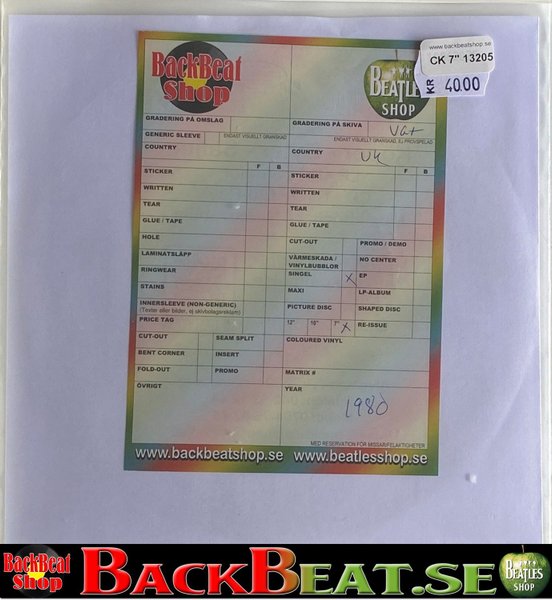 www.backbeatshop.se
CK 7" 13205
KR 40.00
BackBeat
Shop
BEATLES
SHOP
GRADERING PÅ OMSLAG
GENERIC SLEEVE
ENDAST VISUELLT GRANSKAD
COUNTRY
F B
STICKER
WRITTEN
TEAR
GLUE / TAPE
HOLE
LAMINATSLÄPP
RINGWEAR
STAINS
INNERSLEEVE (NON-GENERIC)
(Texter eller bilder, ej skivbolagsreklam)
PRICE TAG
CUT-OUT SEAM SPLIT
BENT CORNER INSERT
FOLD-OUT PROMO
ÖVRIGT
GRADERING PÅ SKIVA VG+
ENDAST VISUELLT GRANSKAD, EJ PROVSPELAD
COUNTRY UK
F B
STICKER
WRITTEN
TEAR
GLUE / TAPE
CUT-OUT PROMO / DEMO
VÄRMESKADA /
VINYLBUBBLOR NO CENTER
SINGEL X EP
MAXI LP-ALBUM
PICTURE DISC SHAPED DISC
12" 10" 7" X RE-ISSUE
COLOURED VINYL
MATRIX #
YEAR
1980
MED RESERVATION FÖR MISSAR/FELAKTIGHETER
www.backbeatshop.se www.beatlesshop.se
BackBeat
Shop
BACKBEAT.SE
BEATLES
SHOP